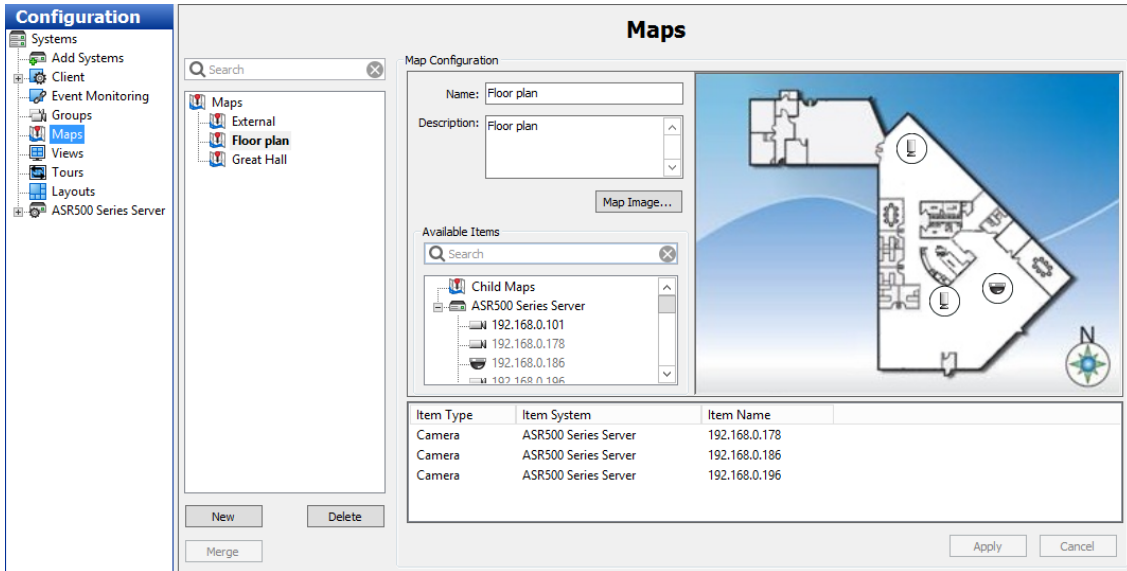 Configuration
Systems
Add Systems
Client
Event Monitoring
Groups
Maps
Views
Tours
Layouts
ASR500 Series Server
Maps
Search
Maps
External
Floor plan
Great Hall
New
Delete
Merge
Map Configuration
Name: Floor plan
Description: Floor plan
Map Image...
Available Items
Search
Child Maps
ASR500 Series Server
192.168.0.101
192.168.0.178
192.168.0.186
192.168.0.196
N
Item Type Item System Item Name
Camera ASR500 Series Server 192.168.0.178
Camera ASR500 Series Server 192.168.0.186
Camera ASR500 Series Server 192.168.0.196
Apply
Cancel